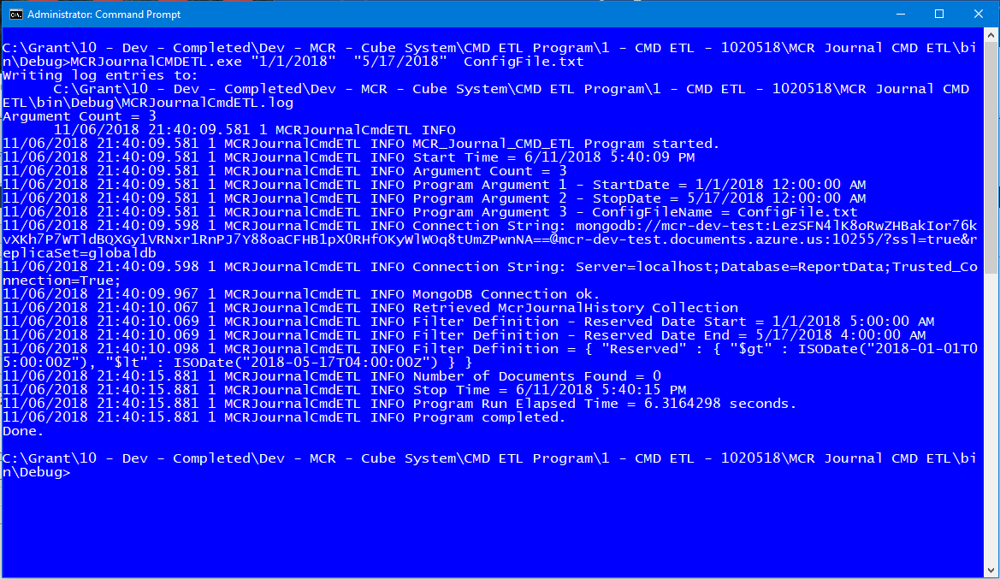 Administrator: Command Prompt
C:\Grant\10 - Dev - Completed\Dev - MCR - Cube System\CMD ETL Program\1 - CMD ETL - 1020518\MCR Journal CMD ETL\bi
n\Debug>MCRJournalCMDETL.exe "1/1/2018"  "5/17/2018"  ConfigFile.txt
Writing log entries to:
C:\Grant\10 - Dev - Completed\Dev - MCR - Cube System\CMD ETL Program\1 - CMD ETL - 1020518\MCR Journal CMD
ETL\bin\Debug\MCRJournalCmdETL.log
Argument Count = 3
11/06/2018 21:40:09.581 1 MCRJournalCmdETL INFO
11/06/2018 21:40:09.581 1 MCRJournalCmdETL INFO MCR_Journal_CMD_ETL Program started.
11/06/2018 21:40:09.581 1 MCRJournalCmdETL INFO Start Time = 6/11/2018 5:40:09 PM
11/06/2018 21:40:09.581 1 MCRJournalCmdETL INFO Argument Count = 3
11/06/2018 21:40:09.581 1 MCRJournalCmdETL INFO Program Argument 1 - StartDate = 1/1/2018 12:00:00 AM
11/06/2018 21:40:09.581 1 MCRJournalCmdETL INFO Program Argument 2 - StopDate = 5/17/2018 12:00:00 AM
11/06/2018 21:40:09.581 1 MCRJournalCmdETL INFO Program Argument 3 - ConfigFileName = ConfigFile.txt
11/06/2018 21:40:09.598 1 MCRJournalCmdETL INFO Connection String: mongodb://mcr-dev-test:LezSFN4lK8oRwZHBakIor76k
vXKh7P7WTldBQXGy1VRNxr1RnPJ7Y88oaCFHB1pXORHfOKyWlWOq8tUmZPwnNA==@mcr-dev-test.documents.azure.us:10255/?ssl=true&r
eplicaSet=globaldb
11/06/2018 21:40:09.598 1 MCRJournalCmdETL INFO Connection String: Server=localhost;Database=ReportData;Trusted_Co
nnection=True;
11/06/2018 21:40:09.967 1 MCRJournalCmdETL INFO MongoDB Connection ok.
11/06/2018 21:40:10.067 1 MCRJournalCmdETL INFO Retrieved McrJournalHistory Collection
11/06/2018 21:40:10.069 1 MCRJournalCmdETL INFO Filter Definition - Reserved Date Start = 1/1/2018 5:00:00 AM
11/06/2018 21:40:10.069 1 MCRJournalCmdETL INFO Filter Definition - Reserved Date End = 5/17/2018 4:00:00 AM
11/06/2018 21:40:10.098 1 MCRJournalCmdETL INFO Filter Definition = { "Reserved" : { "$gt" : ISODate("2018-01-01T0
5:00:00Z"), "$lt" : ISODate("2018-05-17T04:00:00Z") } }
11/06/2018 21:40:15.881 1 MCRJournalCmdETL INFO Number of Documents Found = 0
11/06/2018 21:40:15.881 1 MCRJournalCmdETL INFO Stop Time = 6/11/2018 5:40:15 PM
11/06/2018 21:40:15.881 1 MCRJournalCmdETL INFO Program Run Elapsed Time = 6.3164298 seconds.
11/06/2018 21:40:15.881 1 MCRJournalCmdETL INFO Program completed.
Done.
C:\Grant\10 - Dev - Completed\Dev - MCR - Cube System\CMD ETL Program\1 - CMD ETL - 1020518\MCR Journal CMD ETL\bi
n\Debug>